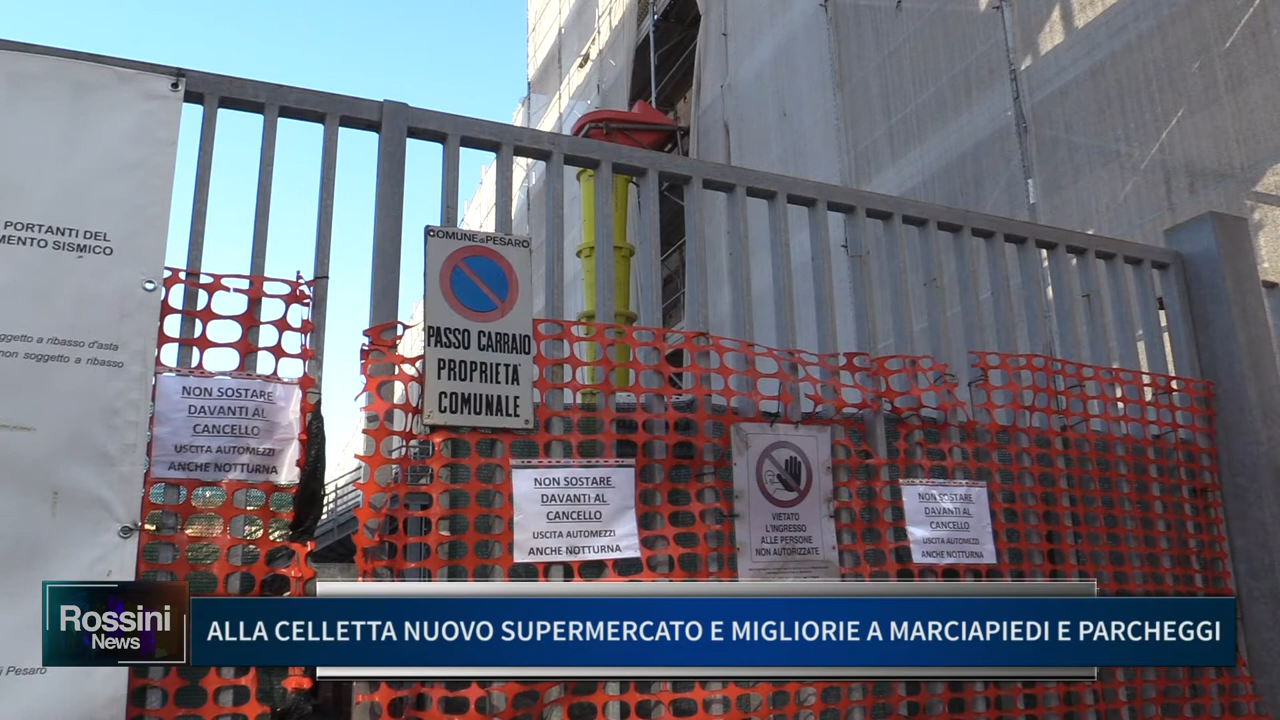 PORTANTI DEL
MENTO SISMICO
oggetto a ribasso d'asta
non soggetto a ribasso
i Pesaro
NON SOSTARE
DAVANTI AL
CANCELLO
USCITA AUTOMEZZI
ANCHE NOTTURNA
COMUNE di PESARO
PASSO CARRAIO
PROPRIETA'
COMUNALE
NON SOSTARE
DAVANTI AL
CANCELLO
USCITA AUTOMEZZI
ANCHE NOTTURNA
VIETATO
L'INGRESSO
ALLE PERSONE
NON AUTORIZZATE
NON SOSTARE
DAVANTI AL
CANCELLO
USCITA AUTOMEZZI
ANCHE NOTTURNA
Rossini
News
ALLA CELLETTA NUOVO SUPERMERCATO E MIGLIORIE A MARCIAPIEDI E PARCHEGGI